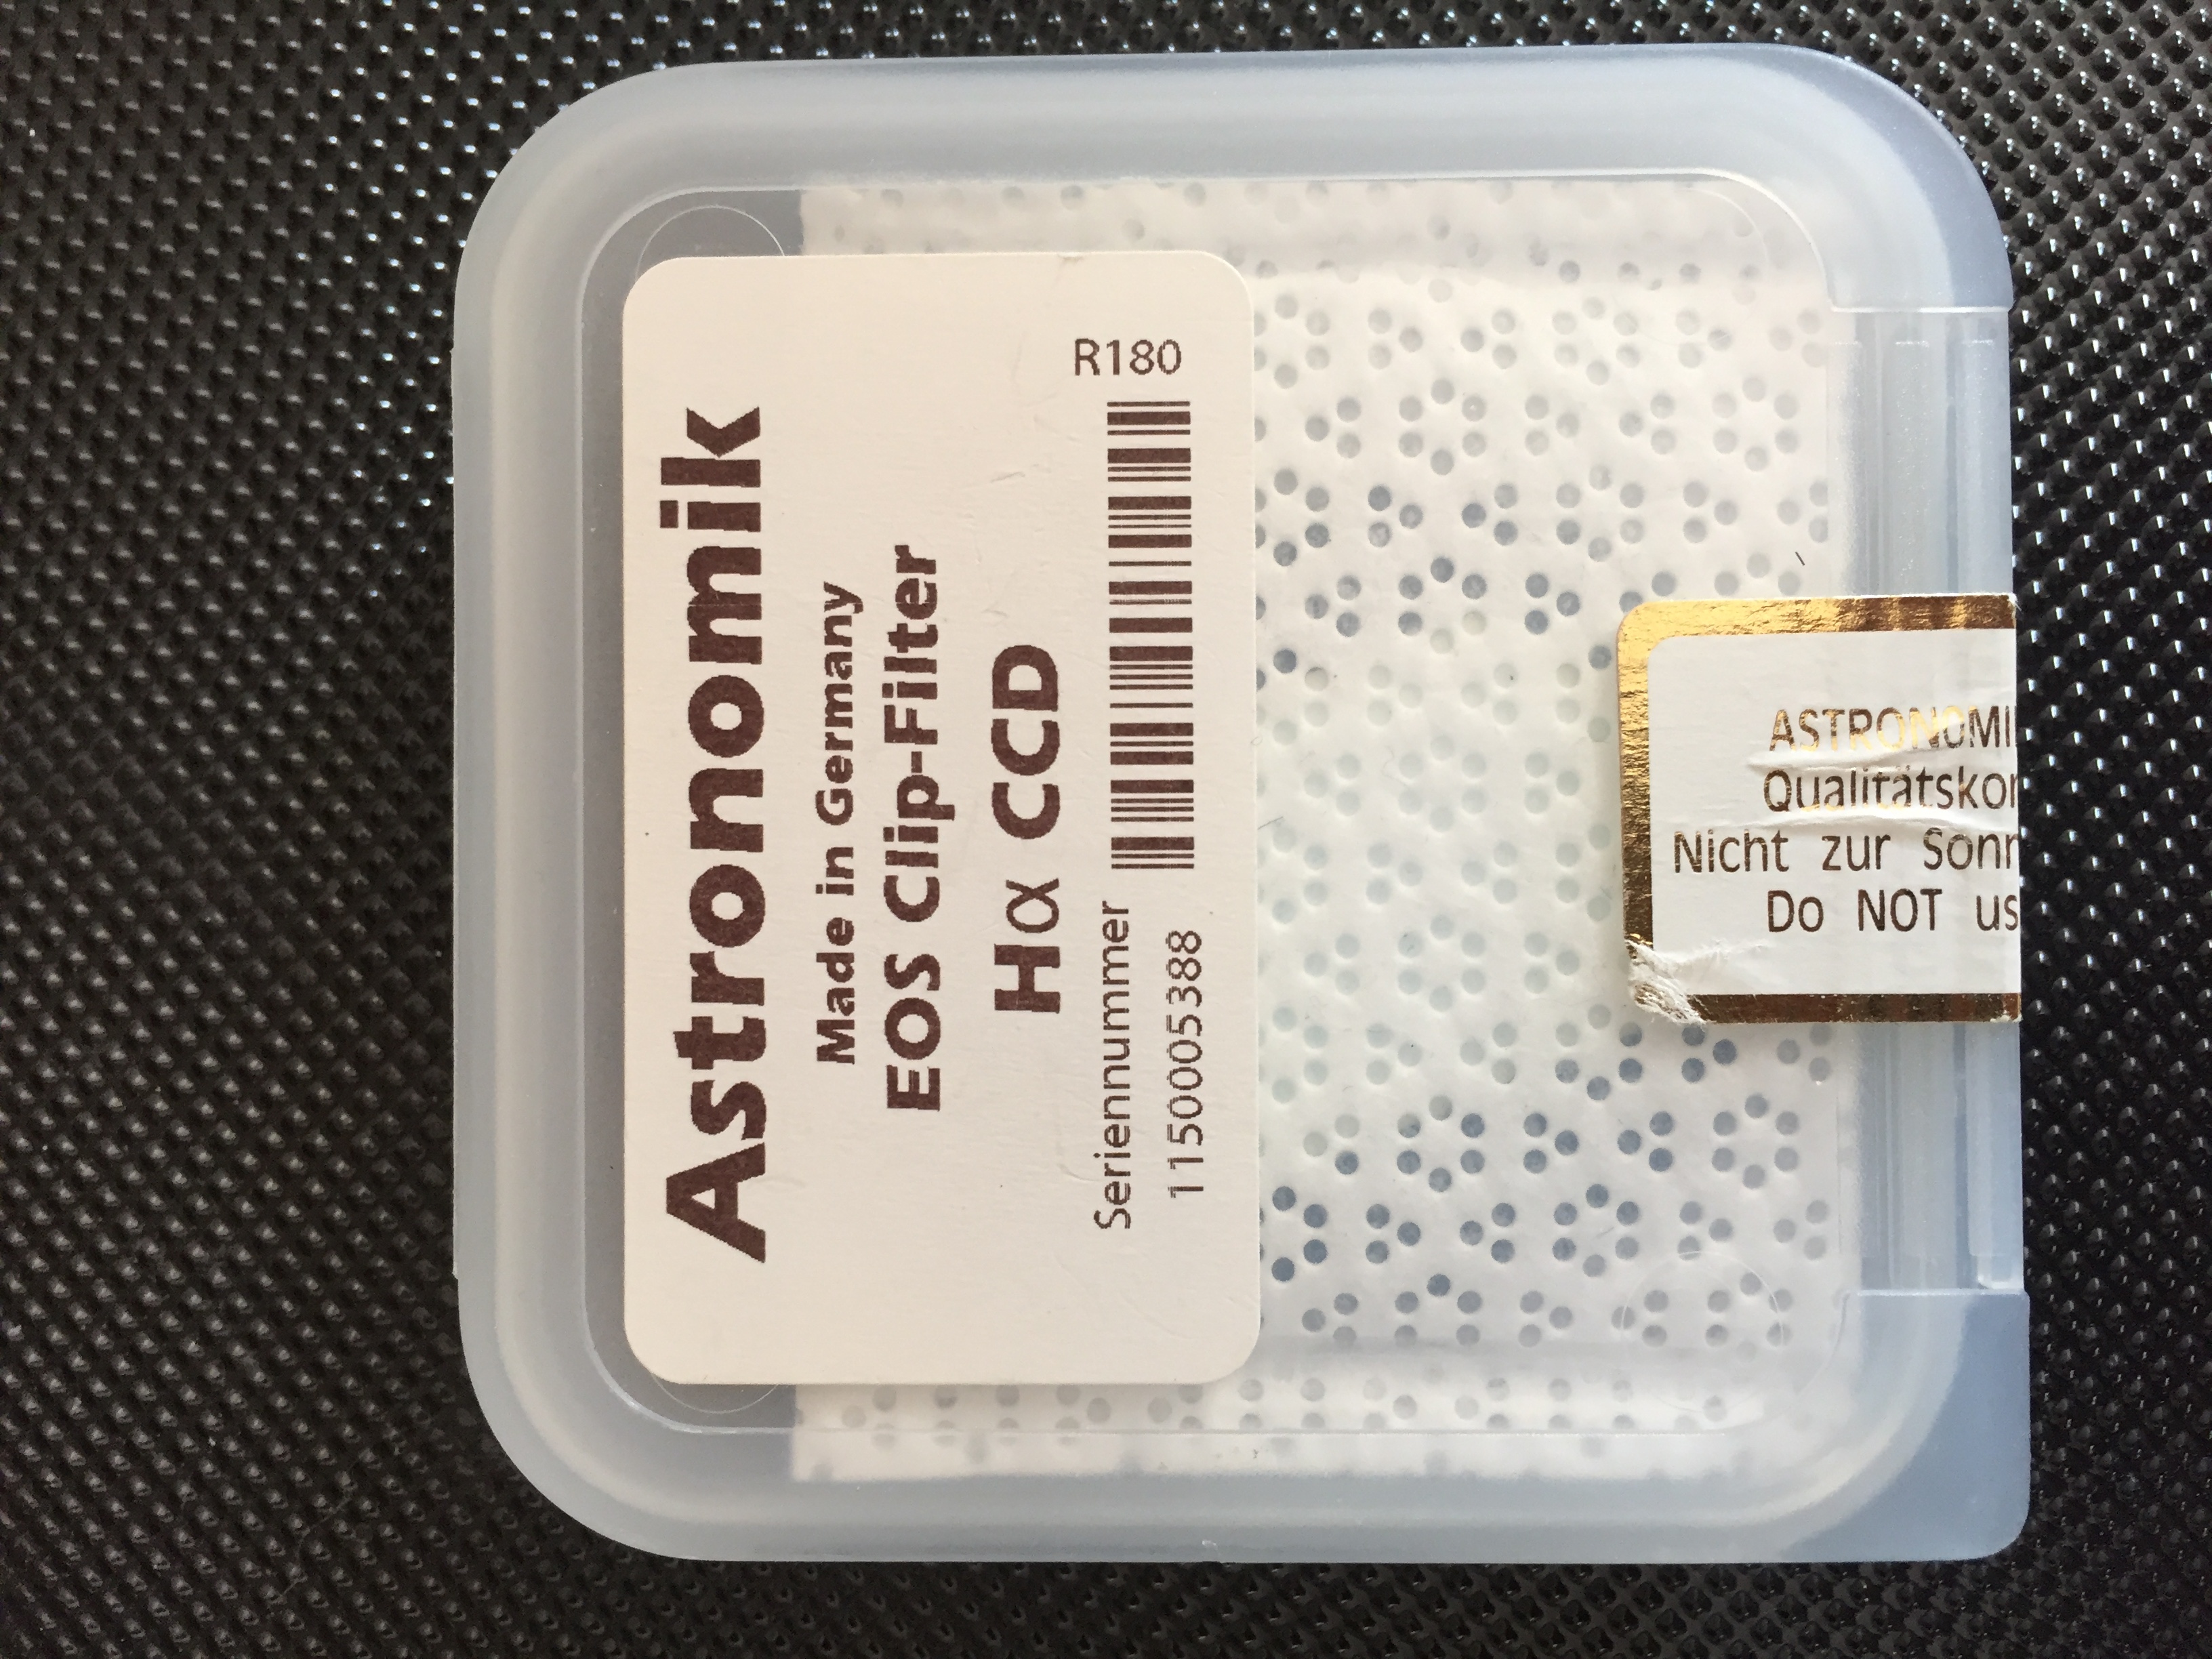 Astronomik
Made in Germany
EOS Clip-Filter
Hα CCD
Seriennummer
1150005388
R180
ASTRONOMI
Qualitätskon
Nicht zur Sonn
Do NOT us